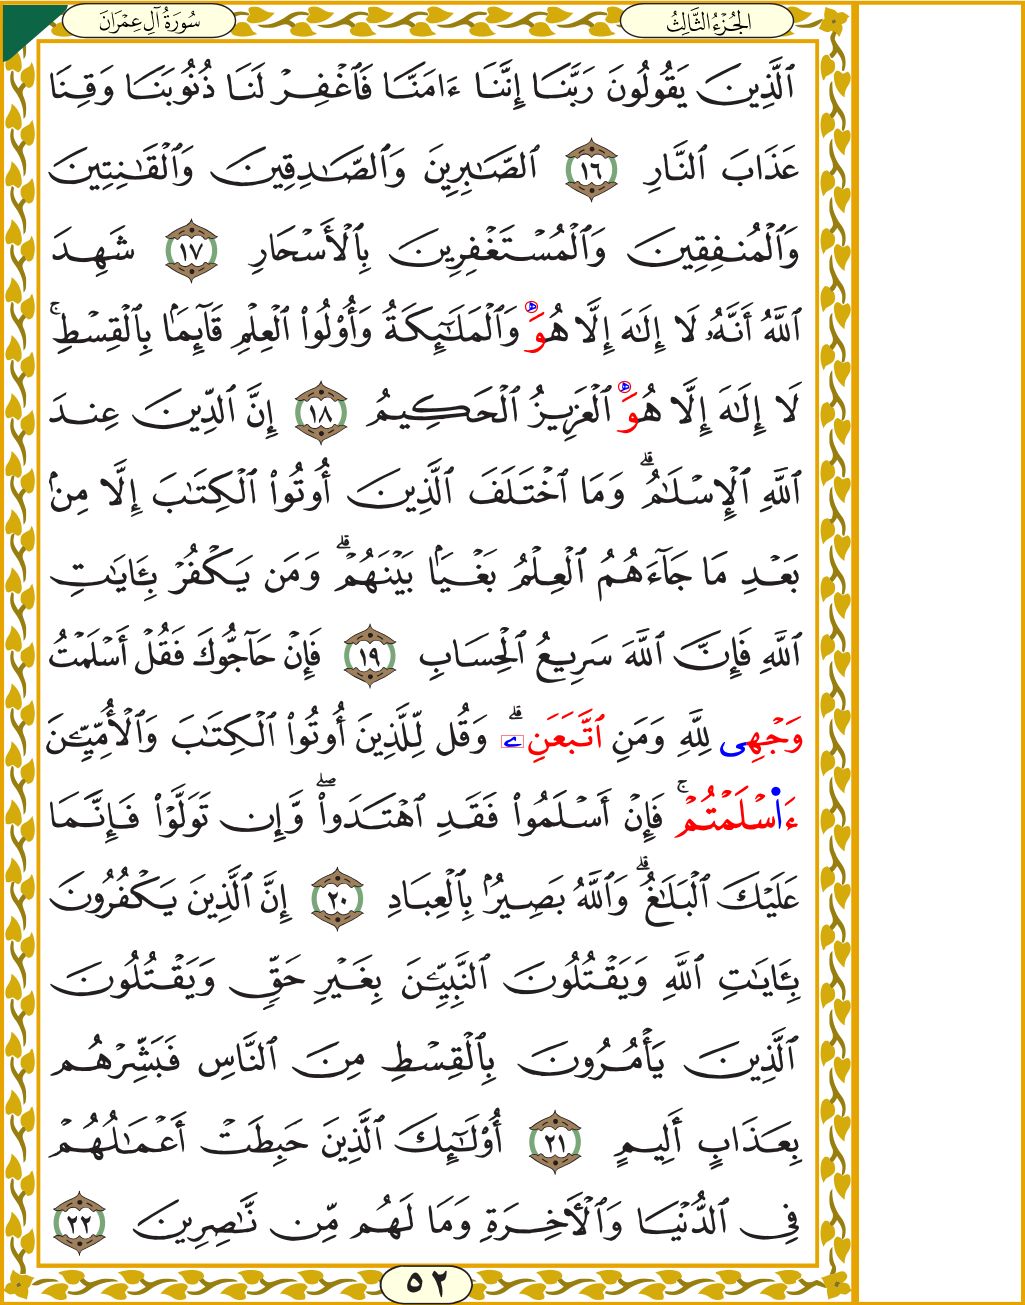 الجُزْءُ الثَّالِثُ
سُورَةُ آلِ عِمْرَان
ٱلَّذِينَ يَقُولُونَ رَبَّنَآ إِنَّنَآ ءَامَنَّا فَٱغْفِرْ لَنَا ذُنُوبَنَا وَقِنَا
عَذَابَ ٱلنَّارِ ١٦ ٱلصَّـٰبِرِينَ وَٱلصَّـٰدِقِينَ وَٱلْقَـٰنِتِينَ
وَٱلْمُنفِقِينَ وَٱلْمُسْتَغْفِرِينَ بِٱلْأَسْحَارِ ١٧ شَهِدَ
ٱللَّهُ أَنَّهُۥ لَآ إِلَـٰهَ إِلَّا هُوَ وَٱلْمَلَـٰٓئِكَةُ وَأُو۟لُوا۟ ٱلْعِلْمِ قَآئِمًۢا بِٱلْقِسْطِ ۚ
لَآ إِلَـٰهَ إِلَّا هُوَ ٱلْعَزِيزُ ٱلْحَكِيمُ ١٨ إِنَّ ٱلدِّينَ عِندَ
ٱللَّهِ ٱلْإِسْلَـٰمُ ۗ وَمَا ٱخْتَلَفَ ٱلَّذِينَ أُوتُوا۟ ٱلْكِتَـٰبَ إِلَّا مِنۢ
بَعْدِ مَا جَآءَهُمُ ٱلْعِلْمُ بَغْيًۢا بَيْنَهُمْ ۗ وَمَن يَكْفُرْ بِـَٔايَـٰتِ
ٱللَّهِ فَإِنَّ ٱللَّهَ سَرِيعُ ٱلْحِسَابِ ١٩ فَإِنْ حَآجُّوكَ فَقُلْ أَسْلَمْتُ
وَجْهِى لِلَّهِ وَمَنِ ٱتَّبَعَنِۦ ۗ وَقُل لِّلَّذِينَ أُوتُوا۟ ٱلْكِتَـٰبَ وَٱلْأُمِّيِّـۧنَ
ءَا۬سْلَمْتُمْ ۚ فَإِنْ أَسْلَمُوا۟ فَقَدِ ٱهْتَدَوا۟ ۖ وَّإِن تَوَلَّوْا۟ فَإِنَّمَا
عَلَيْكَ ٱلْبَلَـٰغُ ۗ وَٱللَّهُ بَصِيرٌۢ بِٱلْعِبَادِ ٢٠ إِنَّ ٱلَّذِينَ يَكْفُرُونَ
بِـَٔايَـٰتِ ٱللَّهِ وَيَقْتُلُونَ ٱلنَّبِيِّـۧنَ بِغَيْرِ حَقٍّ وَيَقْتُلُونَ
ٱلَّذِينَ يَأْمُرُونَ بِٱلْقِسْطِ مِنَ ٱلنَّاسِ فَبَشِّرْهُم
بِعَذَابٍ أَلِيمٍ ٢١ أُو۟لَـٰٓئِكَ ٱلَّذِينَ حَبِطَتْ أَعْمَـٰلُهُمْ
فِى ٱلدُّنْيَا وَٱلْـَٔاخِرَةِ وَمَا لَهُم مِّن نَّـٰصِرِينَ ٢٢
٥٢